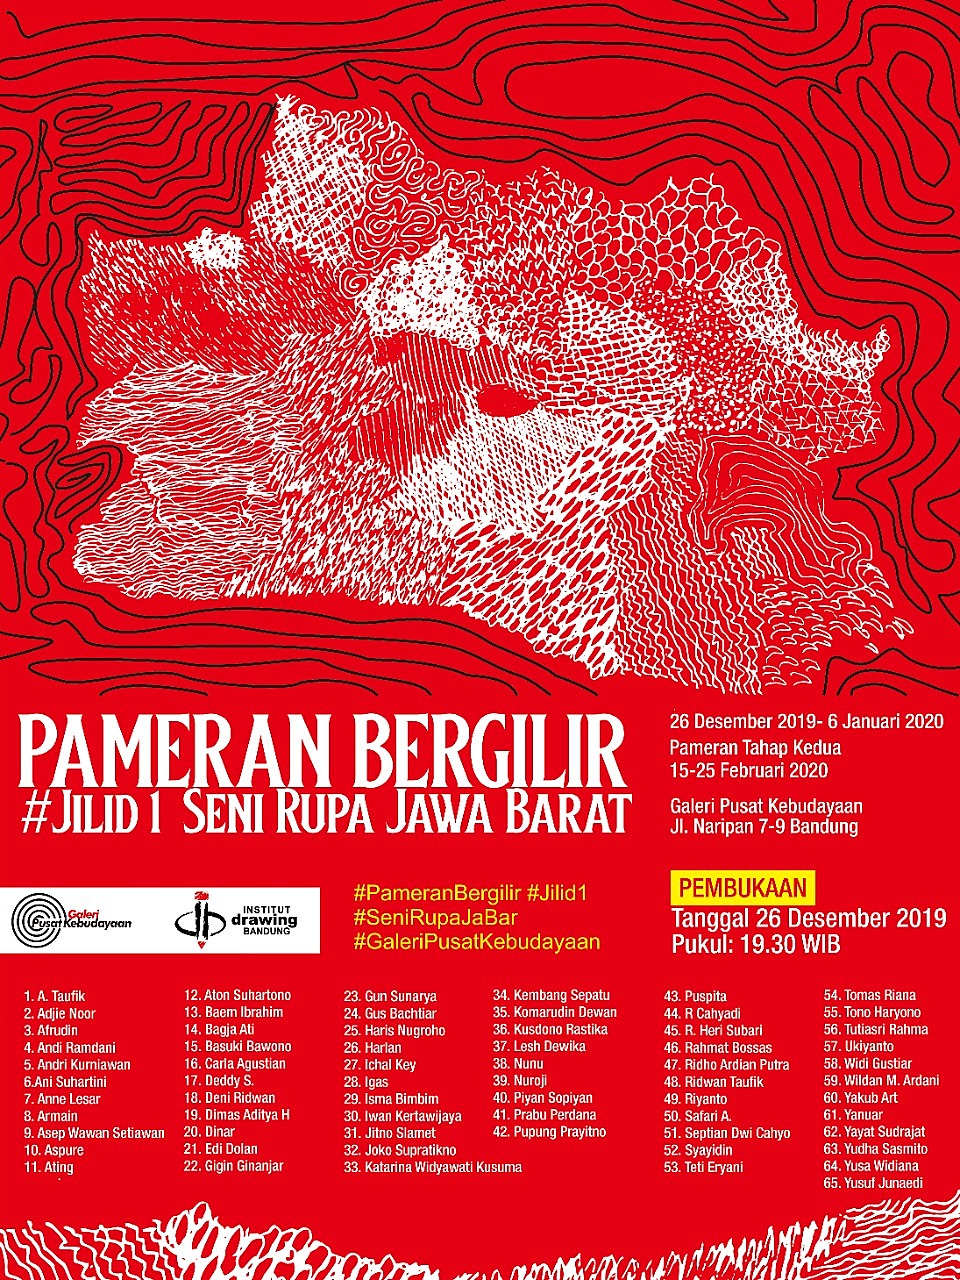 PAMERAN BERGILIR
#JILID 1 SENI RUPA JAWA BARAT
26 Desember 2019- 6 Januari 2020
Pameran Tahap Kedua
15-25 Februari 2020
Galeri Pusat Kebudayaan
Jl. Naripan 7-9 Bandung
Galeri
Pusat Kebudayaan
INSTITUT
drawing
BANDUNG
#PameranBergilir #Jilid1
#SeniRupaJaBar
#GaleriPusatKebudayaan
PEMBUKAAN
Tanggal 26 Desember 2019
Pukul: 19.30 WIB
1. A. Taufik
2. Adjie Noor
3. Afrudin
4. Andi Ramdani
5. Andri Kurniawan
6.Ani Suhartini
7. Anne Lesar
8. Armain
9. Asep Wawan Setiawan
10. Aspure
11. Ating
12. Aton Suhartono
13. Baem Ibrahim
14. Bagja Ati
15. Basuki Bawono
16. Carla Agustian
17. Deddy S.
18. Deni Ridwan
19. Dimas Aditya H
20. Dinar
21. Edi Dolan
22. Gigin Ginanjar
23. Gun Sunarya
24. Gus Bachtiar
25. Haris Nugroho
26. Harlan
27. Ichal Key
28. Igas
29. Isma Bimbim
30. Iwan Kertawijaya
31. Jitno Slamet
32. Joko Supratikno
33. Katarina Widyawati Kusuma
34. Kembang Sepatu
35. Komarudin Dewan
36. Kusdono Rastika
37. Lesh Dewika
38. Nunu
39. Nuroji
40. Piyan Sopiyan
41. Prabu Perdana
42. Pupung Prayitno
43. Puspita
44. R Cahyadi
45. R. Heri Subari
46. Rahmat Bossas
47. Ridho Ardian Putra
48. Ridwan Taufik
49. Riyanto
50. Safari A.
51. Septian Dwi Cahyo
52. Syayidin
53. Teti Eryani
54. Tomas Riana
55. Tono Haryono
56. Tutiasri Rahma
57. Ukiyanto
58. Widi Gustiar
59. Wildan M. Ardani
60. Yakub Art
61. Yanuar
62. Yayat Sudrajat
63. Yudha Sasmito
64. Yusa Widiana
65. Yusuf Junaedi